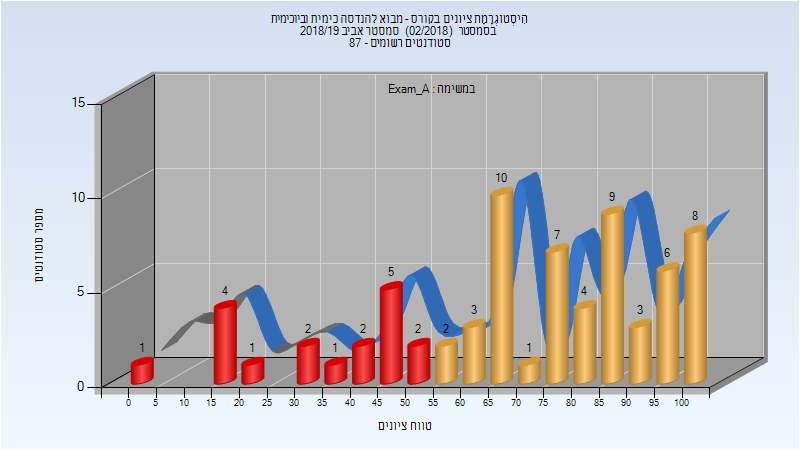 היסטוגרמת ציונים בקורס - מבוא להנדסה כימית וביוכימית
בסמסטר (02/2018) סמסטר אביב 2018/19
סטודנטים רשומים - 87
במשימה : Exam_A
מספר סטודנטים
15
10
5
0
1 4 1 2 1 2 5 2 2 3 10 1 7 4 9 3 6 8
0 5 10 15 20 25 30 35 40 45 50 55 60 65 70 75 80 85 90 95 100
טווח ציונים